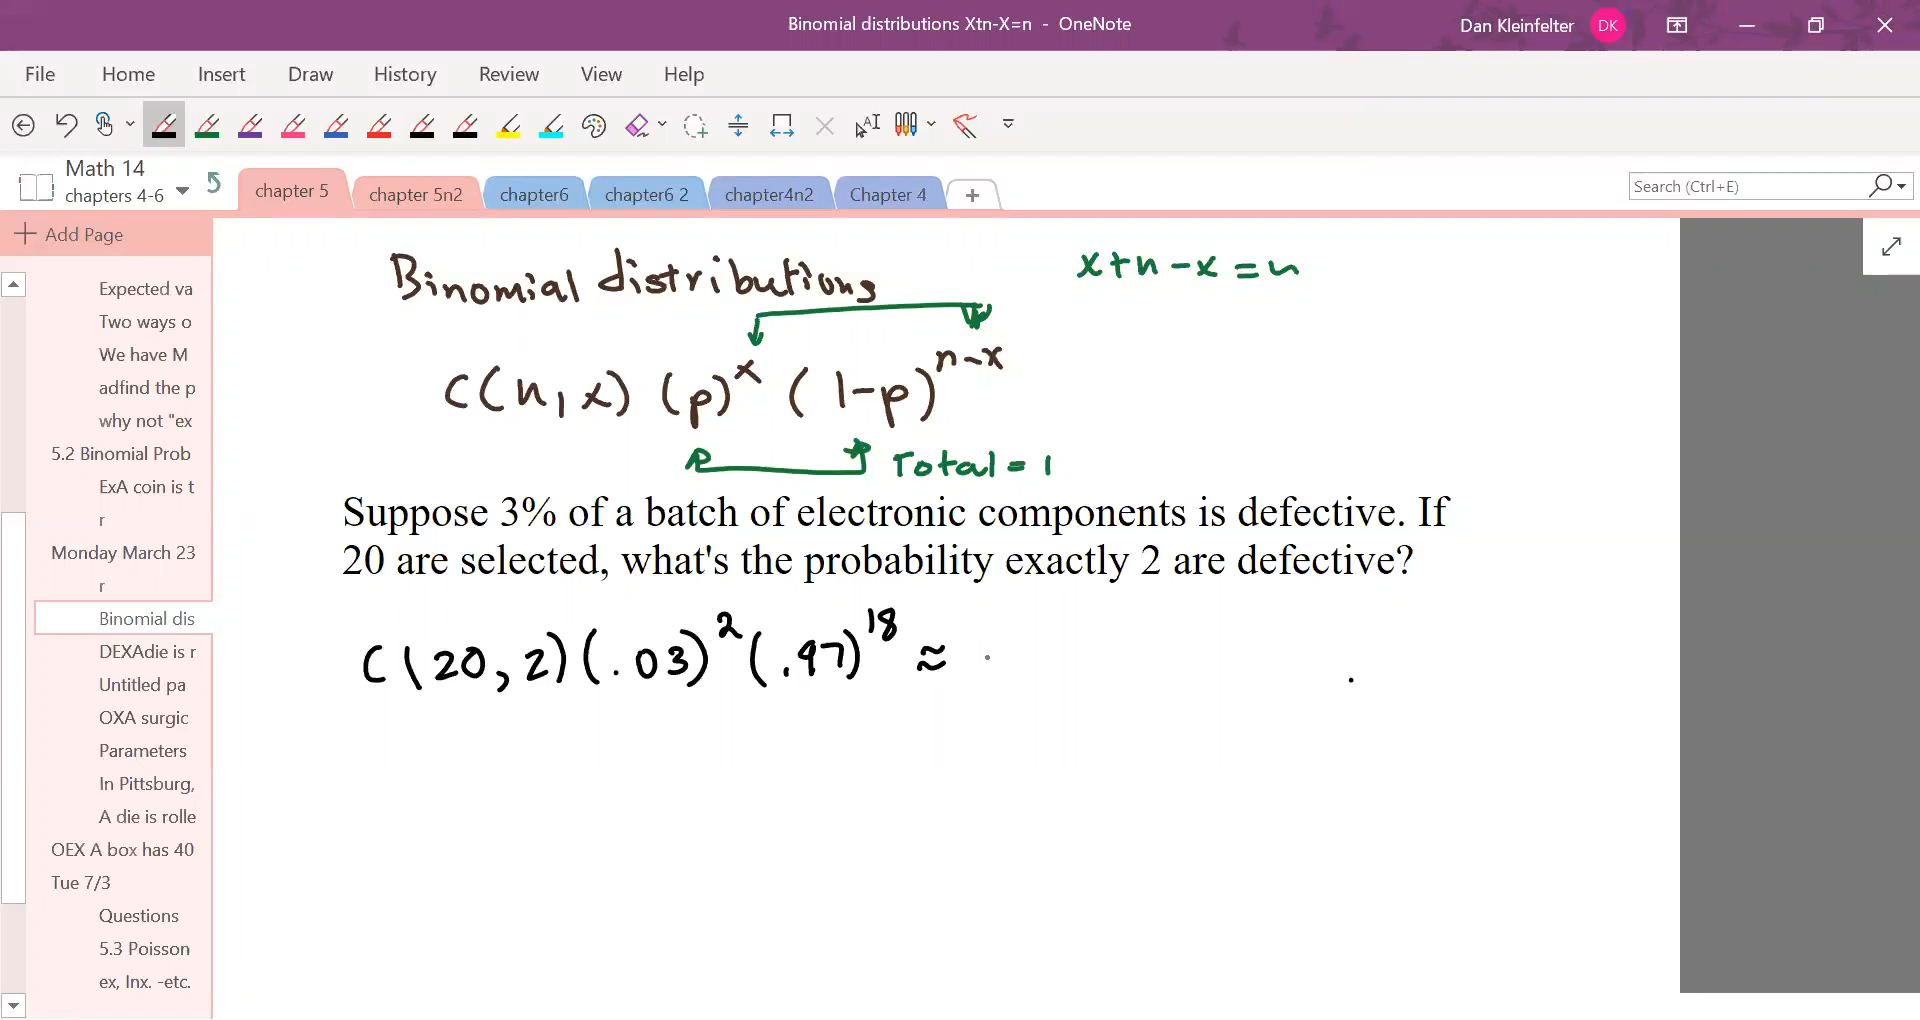 Binomial distributions Xtn-X=n - OneNote
Dan Kleinfelter DK
File Home Insert Draw History Review View Help
Math 14
chapters 4-6
chapter 5 chapter 5n2 chapter6 chapter6 2 chapter4n2 Chapter 4
Search (Ctrl+E)
Add Page
Expected va
Two ways o
We have M
adfind the p
why not "ex
5.2 Binomial Prob
ExA coin is t
r
Monday March 23
r
Binomial dis
DEXAdie is r
Untitled pa
OXA surgic
Parameters
In Pittsburg,
A die is rolle
OEX A box has 40
Tue 7/3
Questions
5.3 Poisson
ex, Inx. -etc.
Binomial distributions
x+n-x=n
C(n,x) (p)^x (1-p)^n-x
Total = 1
Suppose 3% of a batch of electronic components is defective. If
20 are selected, what's the probability exactly 2 are defective?
C(20,2)(.03)^2(.97)^18 ≈